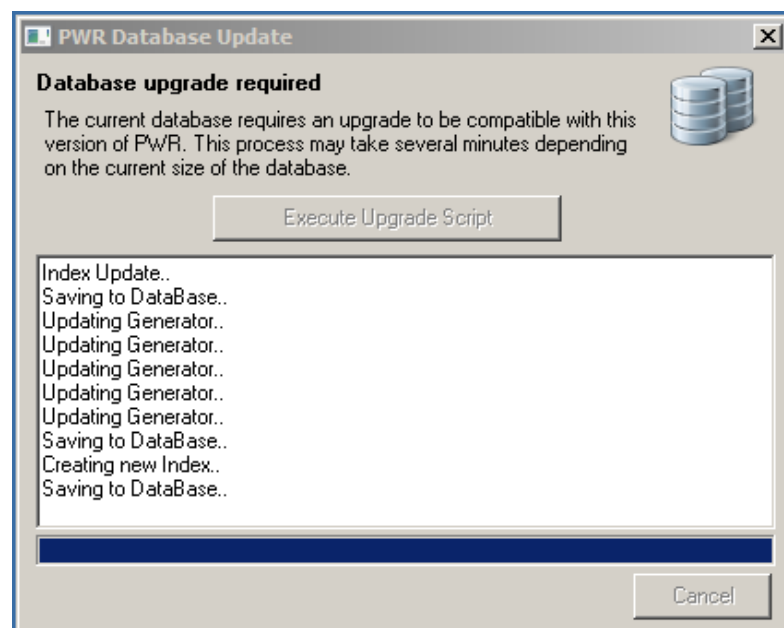 PWR Database Update
Database upgrade required
The current database requires an upgrade to be compatible with this
version of PWR. This process may take several minutes depending
on the current size of the database.
Execute Upgrade Script
Index Update..
Saving to DataBase..
Updating Generator..
Updating Generator..
Updating Generator..
Updating Generator..
Updating Generator..
Saving to DataBase..
Creating new Index..
Saving to DataBase..
Cancel